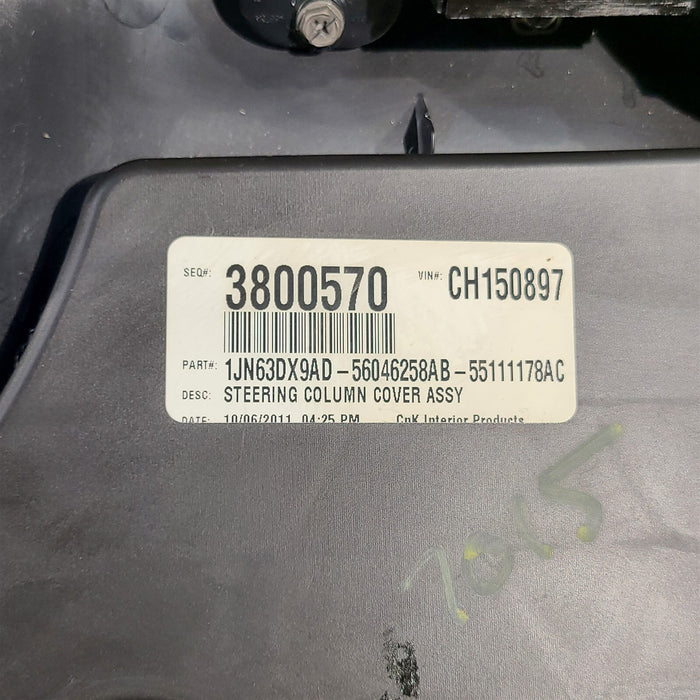 SEQ#: 3800570 VIN#: CH150897
PART#: 1JN63DX9AD-56046258AB-55111178AC
DESC: STEERING COLUMN COVER ASSY
DATE: 10/06/2011 04:25 PM CnK Interior Products